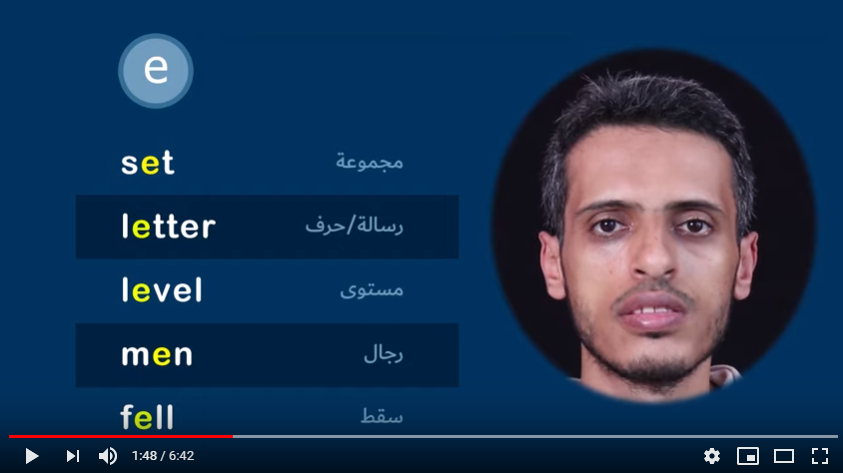 e
set مجموعة
letter رسالة/حرف
level مستوى
men رجال
fell سقط
1:48 / 6:42